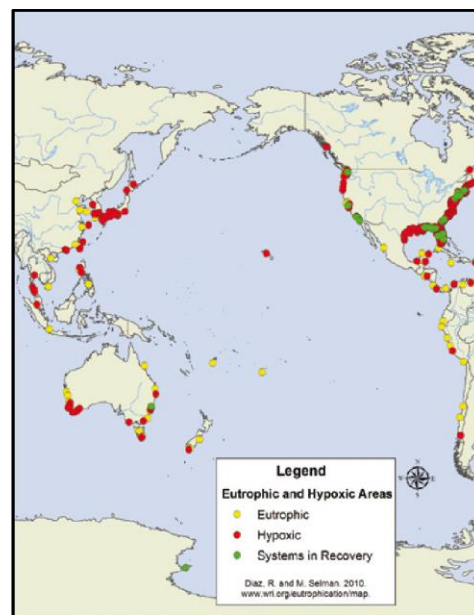 Legend
Eutrophic and Hypoxic Areas
Eutrophic
Hypoxic
Systems in Recovery
Diaz, R. and M. Selman. 2010.
www.wri.org/eutrophication/map.